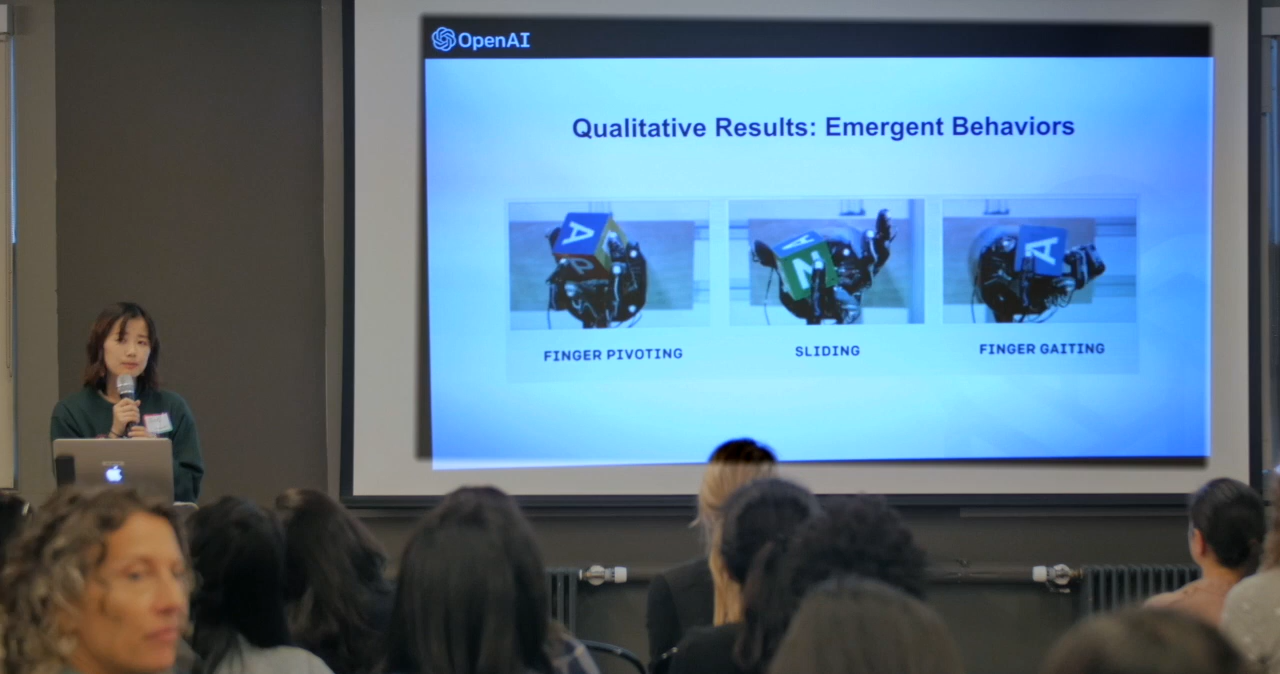 OpenAI
Qualitative Results: Emergent Behaviors
A
P
A
N
A
FINGER PIVOTING
SLIDING
FINGER GAITING